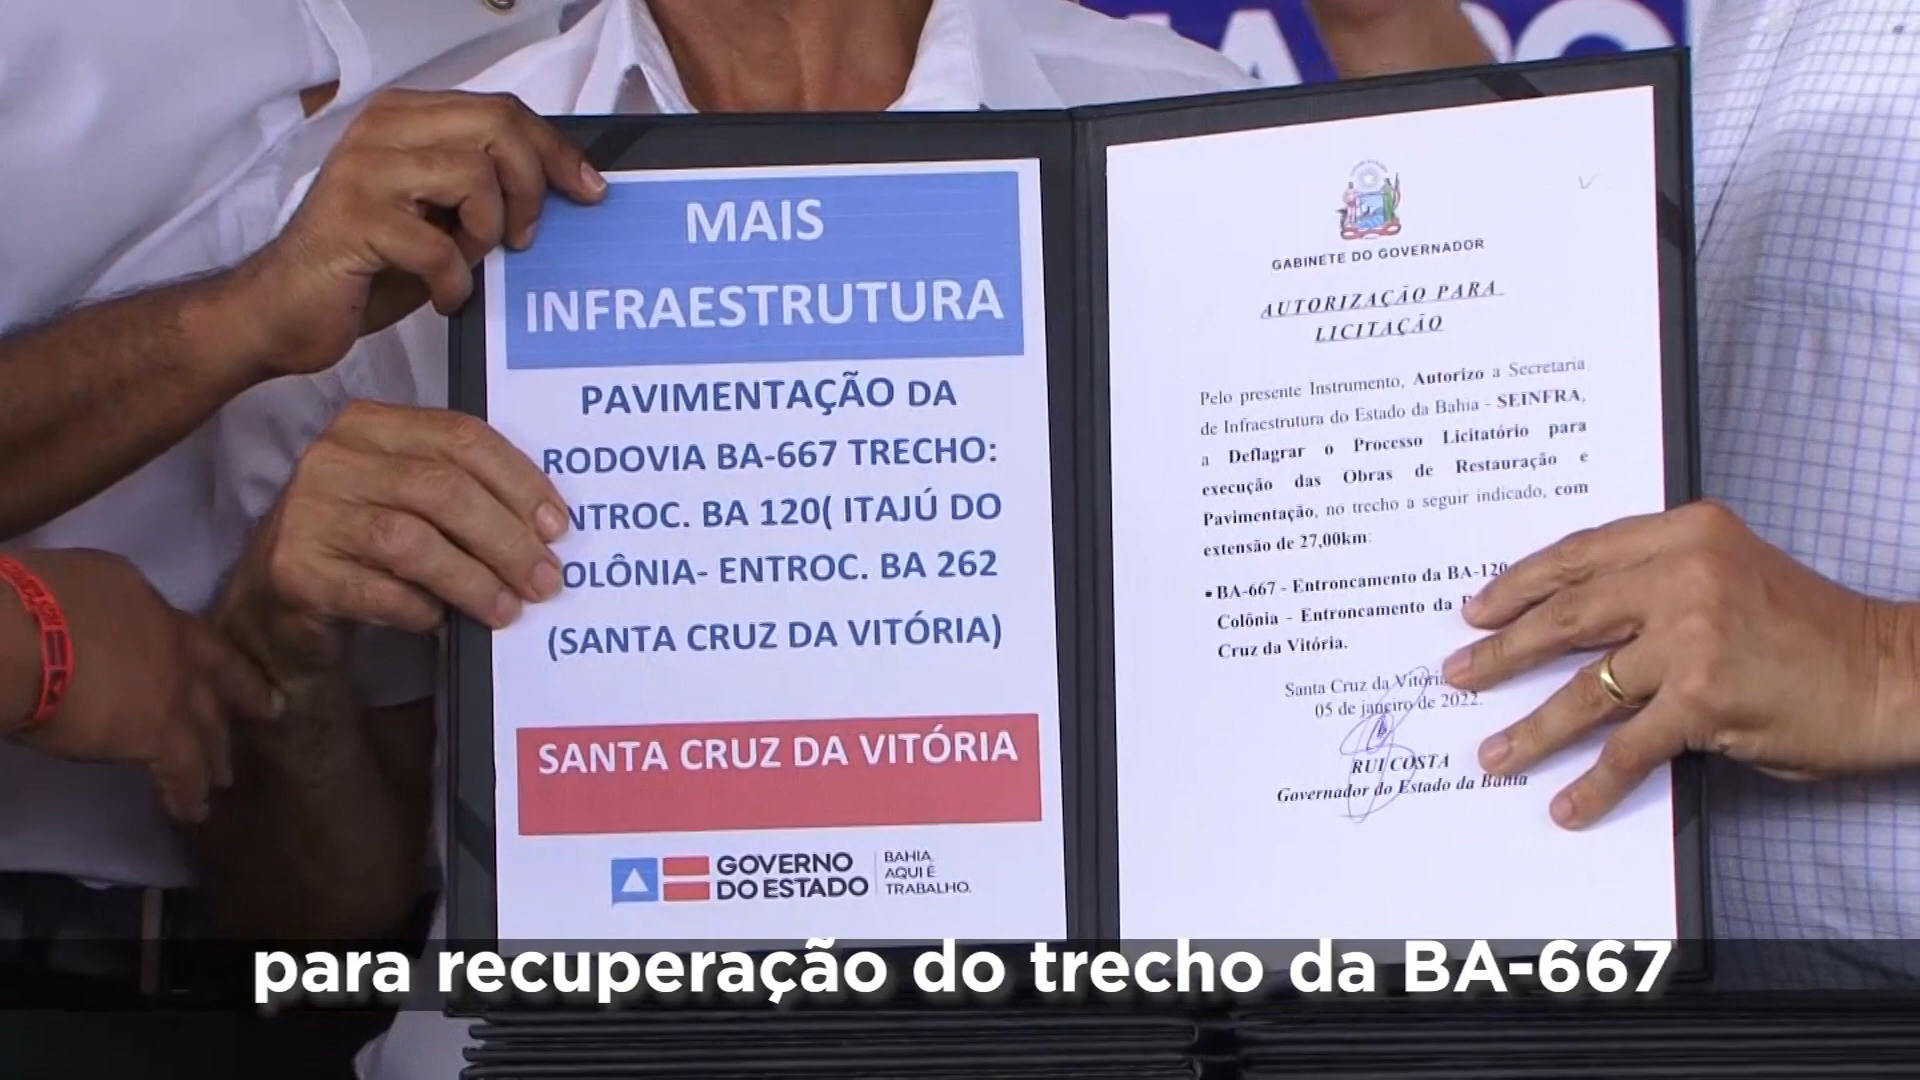 MAIS
INFRAESTRUTURA
PAVIMENTAÇÃO DA
RODOVIA BA-667 TRECHO:
NTROC. BA 120( ITAJÚ DO
OLÔNIA- ENTROC. BA 262
(SANTA CRUZ DA VITÓRIA)
SANTA CRUZ DA VITÓRIA
GOVERNO
DO ESTADO
BAHIA.
AQUI É
TRABALHO.
GABINETE DO GOVERNADOR
AUTORIZAÇÃO PARA
LICITAÇÃO
Pelo presente Instrumento, Autorizo a Secretaria
de Infraestrutura do Estado da Bahia - SEINFRA,
a Deflagrar o Processo Licitatório para
execução das Obras de Restauração e
Pavimentação, no trecho a seguir indicado, com
extensão de 27,00km:
• BA-667 - Entroncamento da BA-120
Colônia - Entroncamento da
Cruz da Vitória.
Santa Cruz da Vitória
05 de janeiro de 2022.
RUI COSTA
Governador do Estado da Bahia
para recuperação do trecho da BA-667